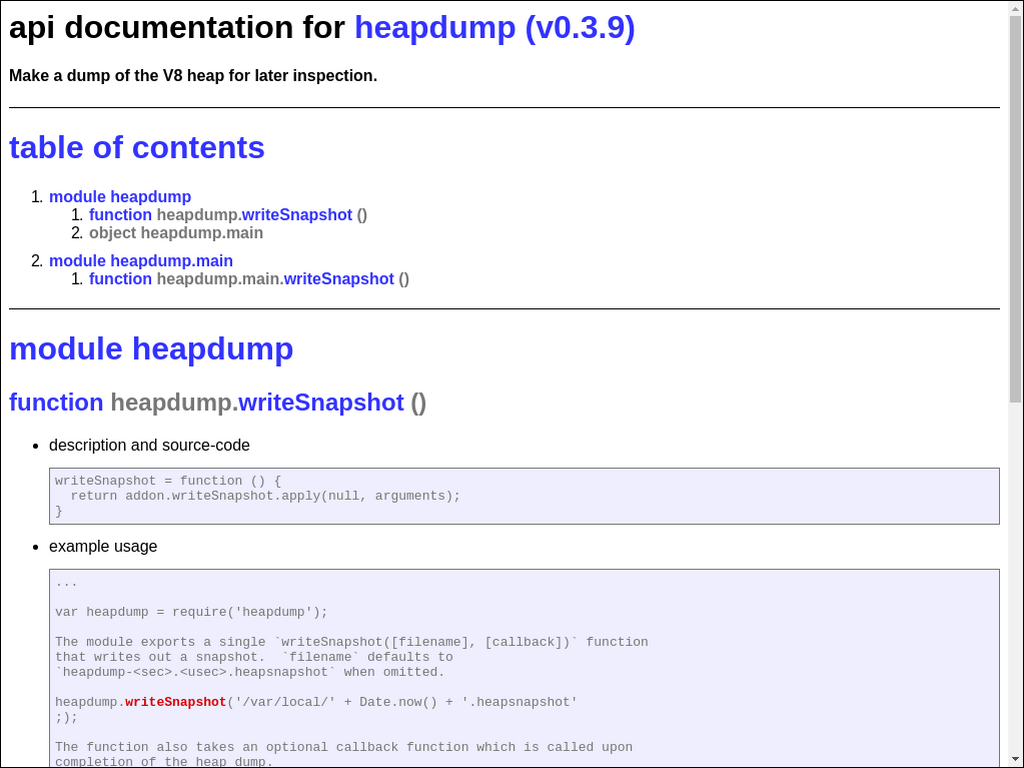 api documentation for heapdump (v0.3.9)
Make a dump of the V8 heap for later inspection.
table of contents
1. module heapdump
1. function heapdump.writeSnapshot ()
2. object heapdump.main
2. module heapdump.main
1. function heapdump.main.writeSnapshot ()
module heapdump
function heapdump.writeSnapshot ()
• description and source-code
writeSnapshot = function () {
  return addon.writeSnapshot.apply(null, arguments);
}
• example usage
...
var heapdump = require('heapdump');
The module exports a single `writeSnapshot([filename], [callback])` function
that writes out a snapshot.  `filename` defaults to
`heapdump-<sec>.<usec>.heapsnapshot` when omitted.
heapdump.writeSnapshot('/var/local/' + Date.now() + '.heapsnapshot'
;);
The function also takes an optional callback function which is called upon
completion of the heap dump.